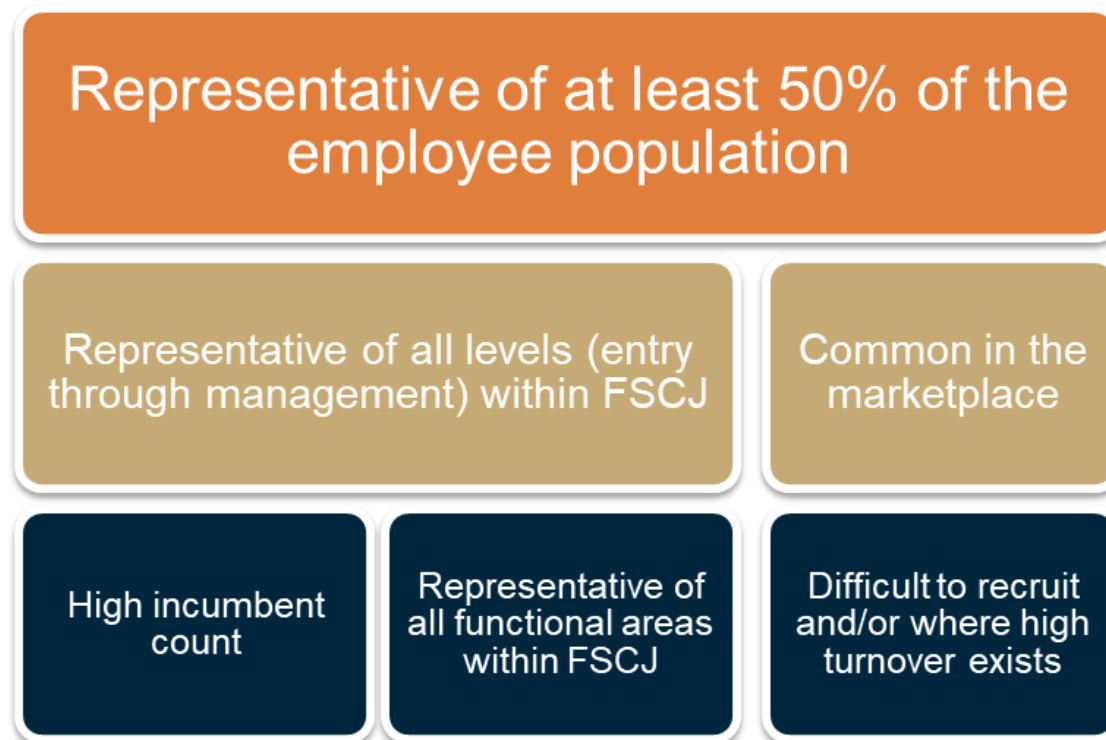 Representative of at least 50% of the
employee population
Representative of all levels (entry
through management) within FSCJ
Common in the
marketplace
High incumbent
count
Representative of
all functional areas
within FSCJ
Difficult to recruit
and/or where high
turnover exists